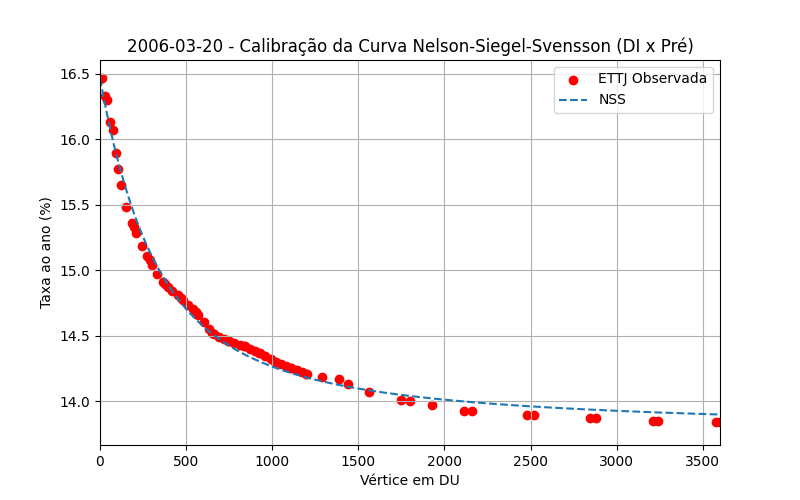 2006-03-20 - Calibração da Curva Nelson-Siegel-Svensson (DI x Pré)
ETTJ Observada
NSS
Taxa ao ano (%)
16.5
16.0
15.5
15.0
14.5
14.0
0 500 1000 1500 2000 2500 3000 3500
Vértice em DU